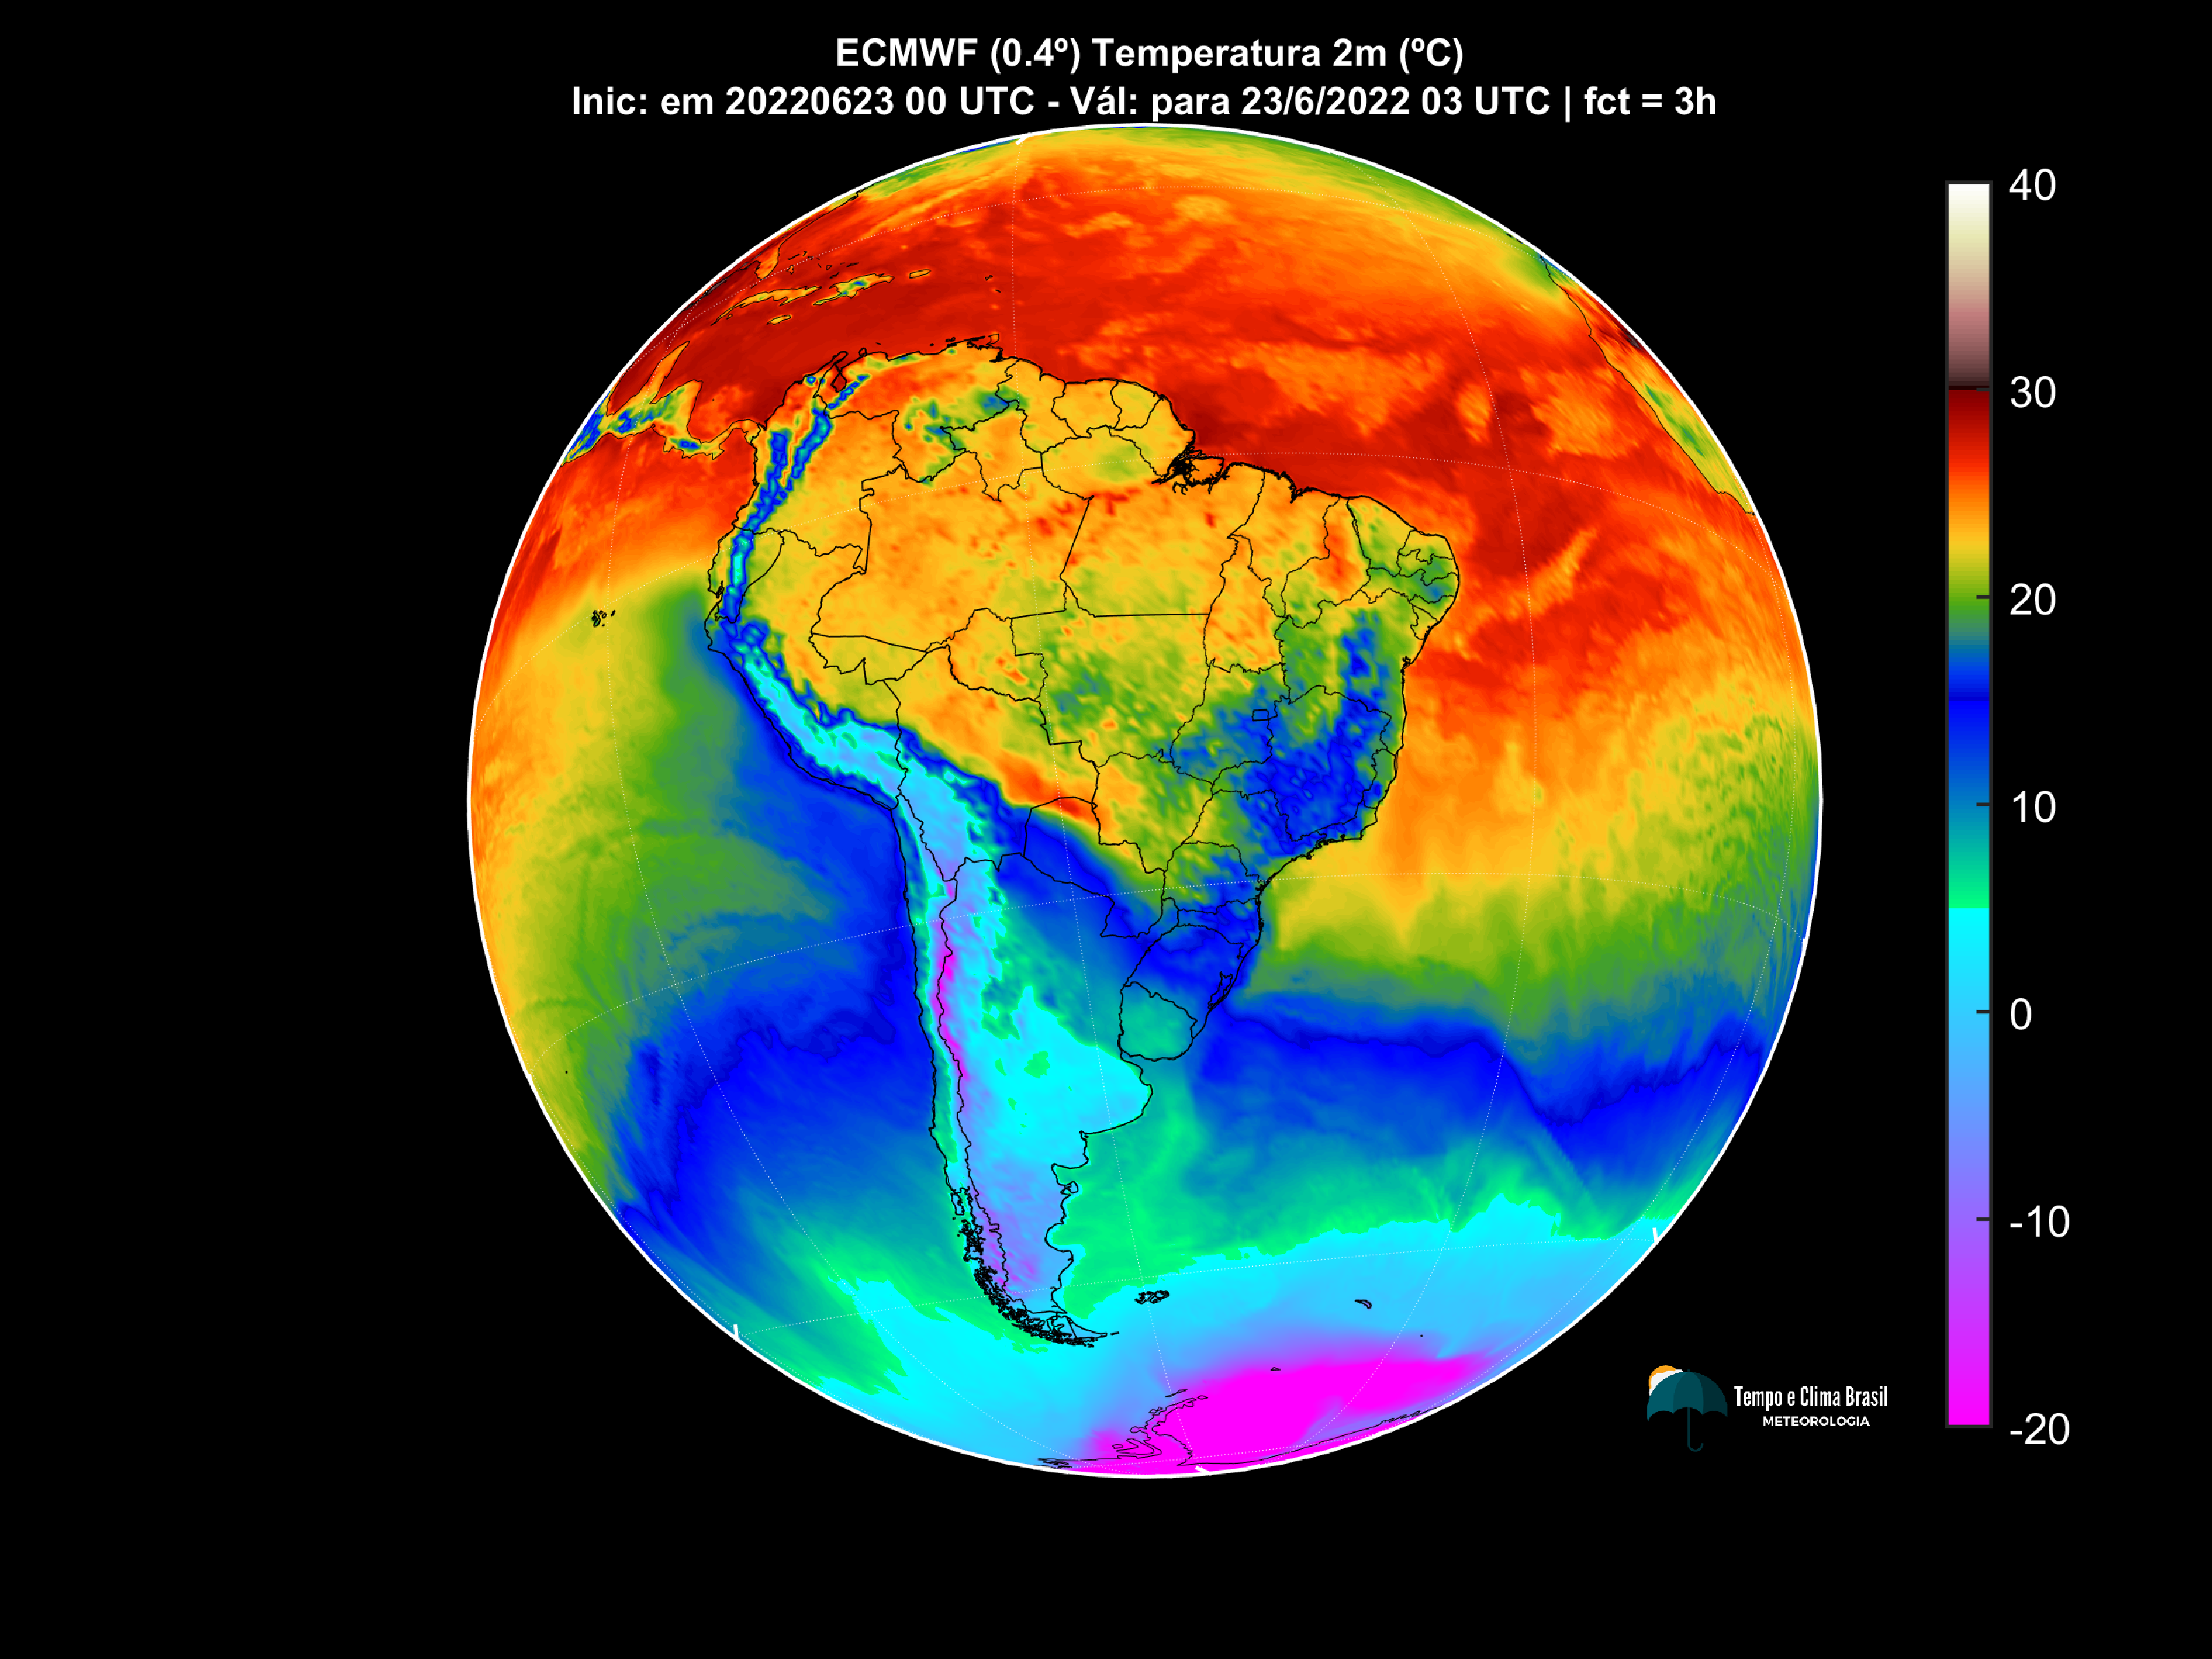 ECMWF (0.4º) Temperatura 2m (ºC)
Inic: em 20220623 00 UTC - Vál: para 23/6/2022 03 UTC | fct = 3h
40
30
20
10
0
-10
-20
Tempo e Clima Brasil
METEOROLOGIA